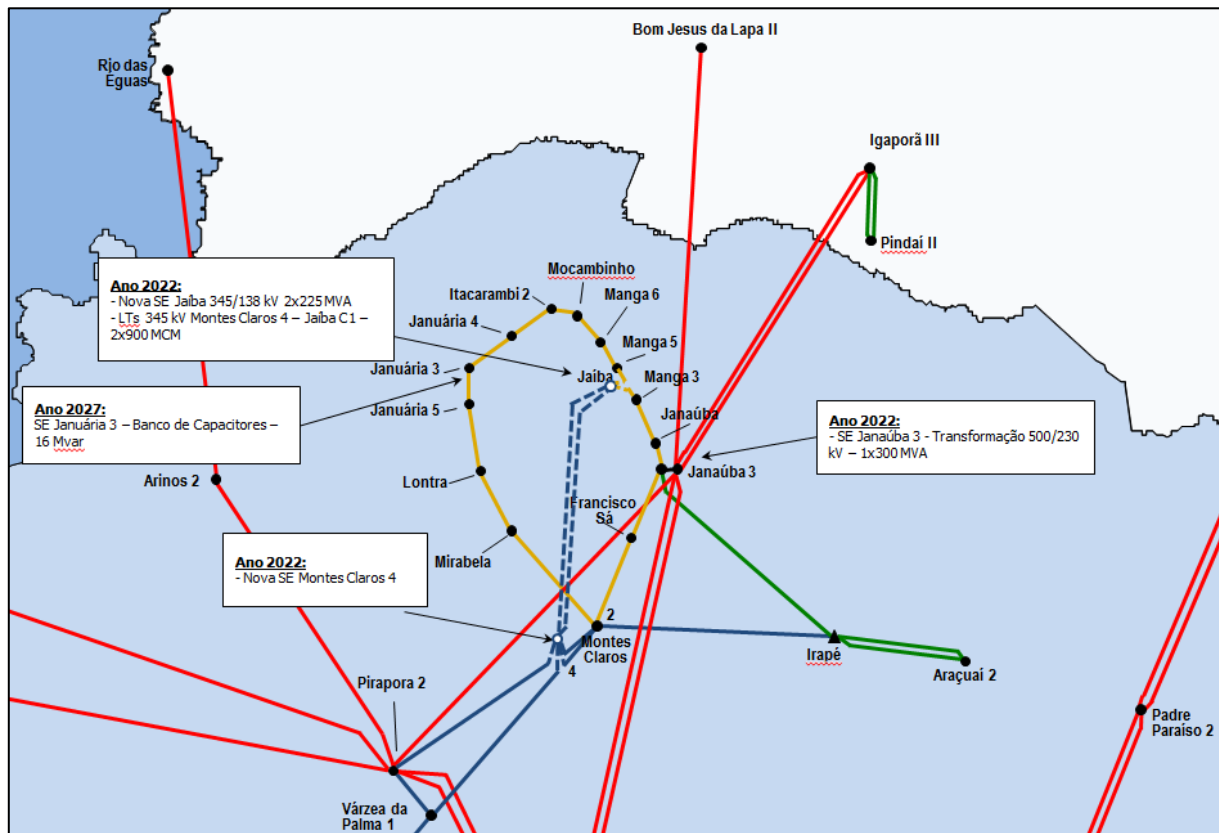 Bom Jesus da Lapa II
Rio das
Éguas
Igaporã III
Pindaí II
Ano 2022:
- Nova SE Jaíba 345/138 kV 2x225 MVA
- LTs 345 kV Montes Claros 4 – Jaíba C1 –
2x900 MCM
Mocambinho
Itacarambi 2
Manga 6
Januária 4
Manga 5
Januária 3
Jaíba
Manga 3
Ano 2027:
SE Januária 3 – Banco de Capacitores –
16 Mvar
Januária 5
Janaúba
Ano 2022:
- SE Janaúba 3 - Transformação 500/230
kV – 1x300 MVA
Janaúba 3
Arinos 2
Lontra
Francisco
Sá
Mirabela
Ano 2022:
- Nova SE Montes Claros 4
2
Montes
Claros
4
Irapé
Araçuaí 2
Pirapora 2
Padre
Paraíso 2
Várzea da
Palma 1